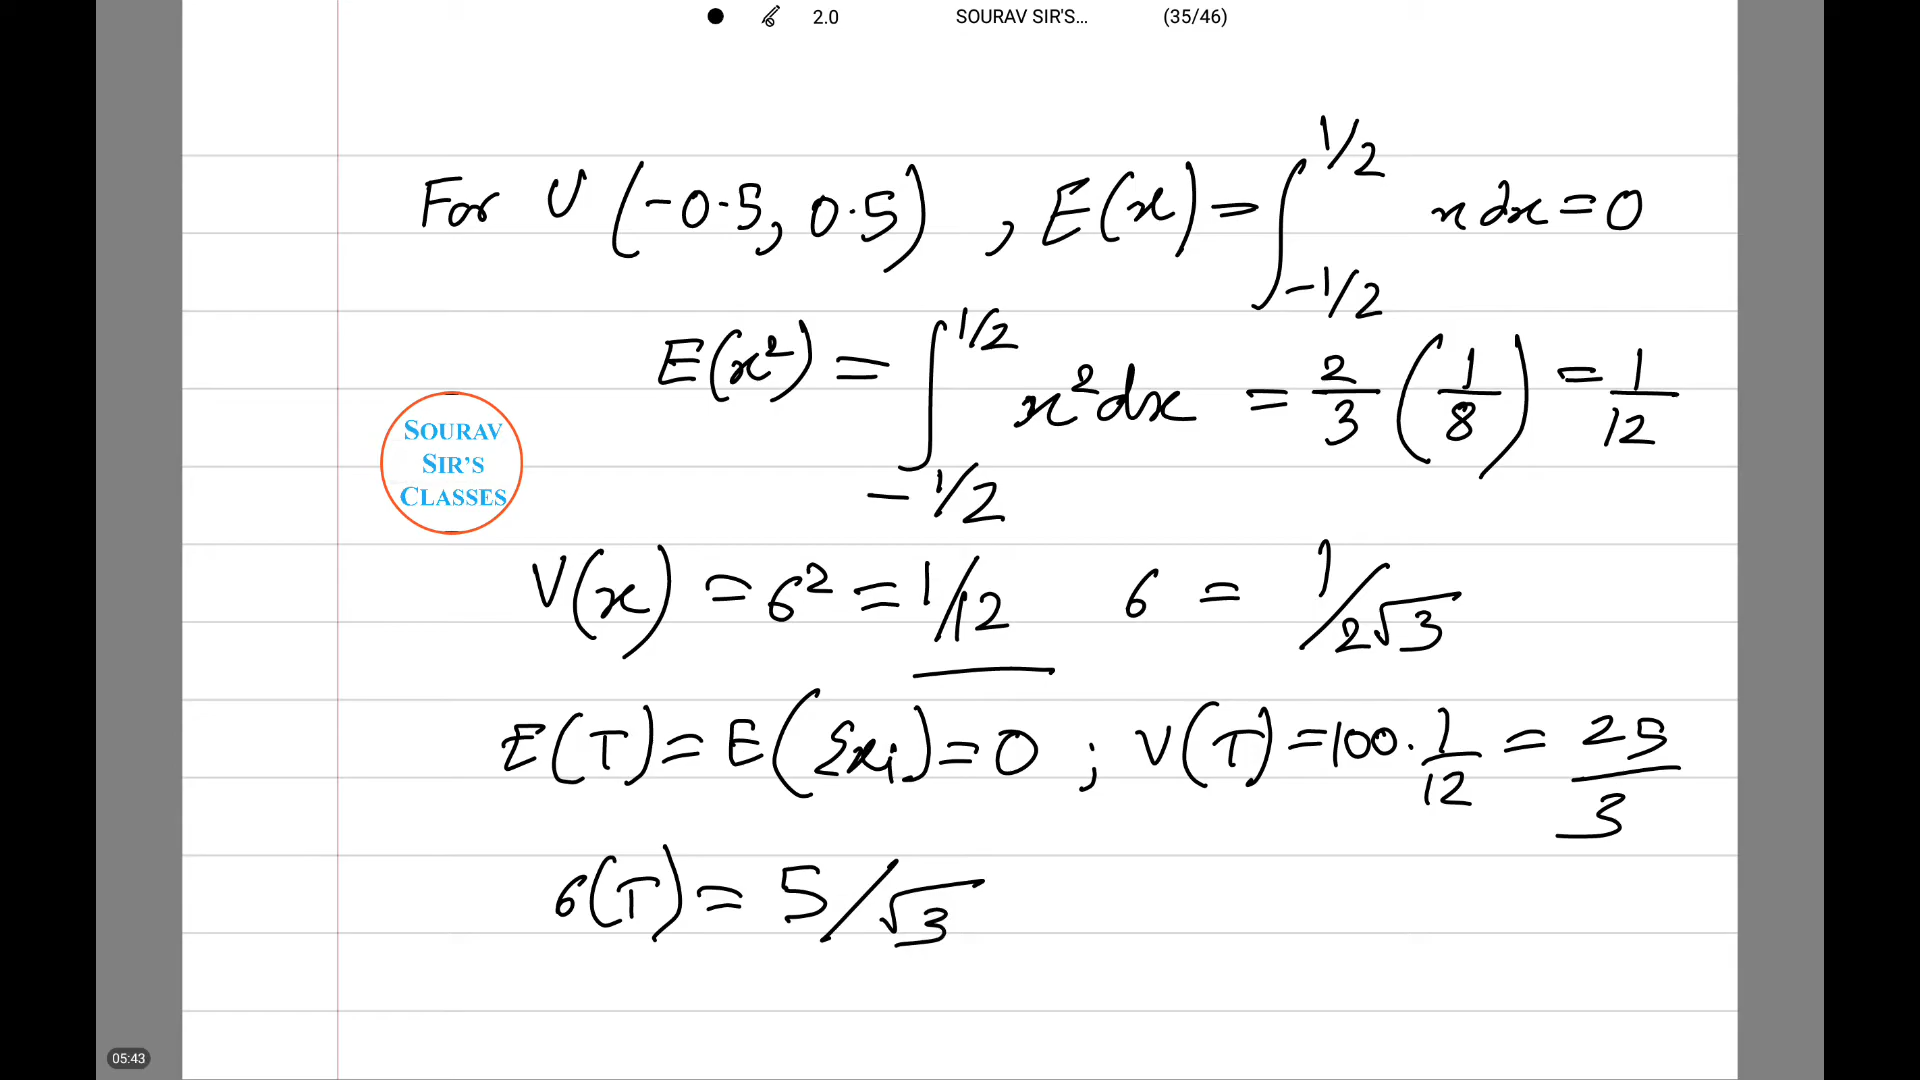 2.0 SOURAV SIR'S... (35/46)
For U (-0.5, 0.5) , E(x) = ∫_{-1/2}^{1/2} x dx = 0
E(x²) = ∫_{-1/2}^{1/2} x² dx = 2/3 (1/8) = 1/12
SOURAV
SIR'S
CLASSES
V(x) = σ² = 1/12 σ = 1/2√3
E(T) = E(Σxi) = 0 ; V(T) = 100 · 1/12 = 25/3
σ(T) = 5/√3
05:43